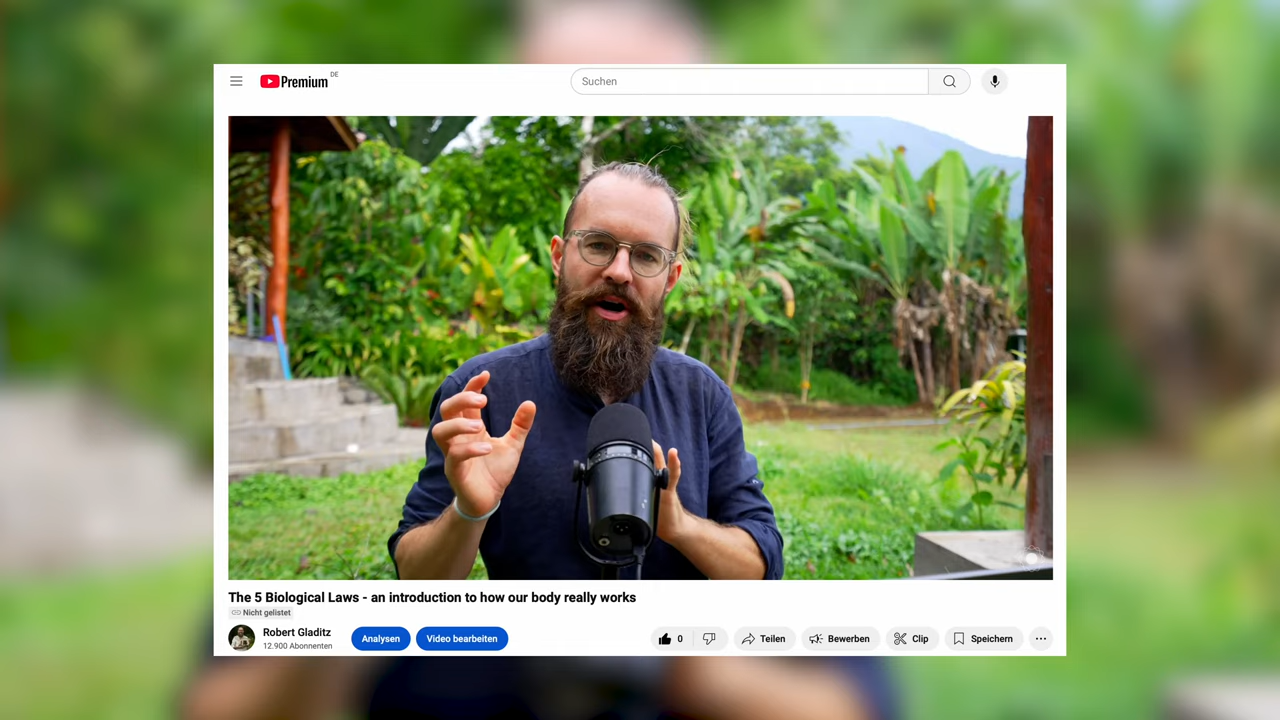 Premium DE
Suchen
The 5 Biological Laws - an introduction to how our body really works
Nicht gelistet
Robert Gladitz
12.900 Abonnenten
Analysen
Video bearbeiten
0
Teilen
Bewerben
Clip
Speichern